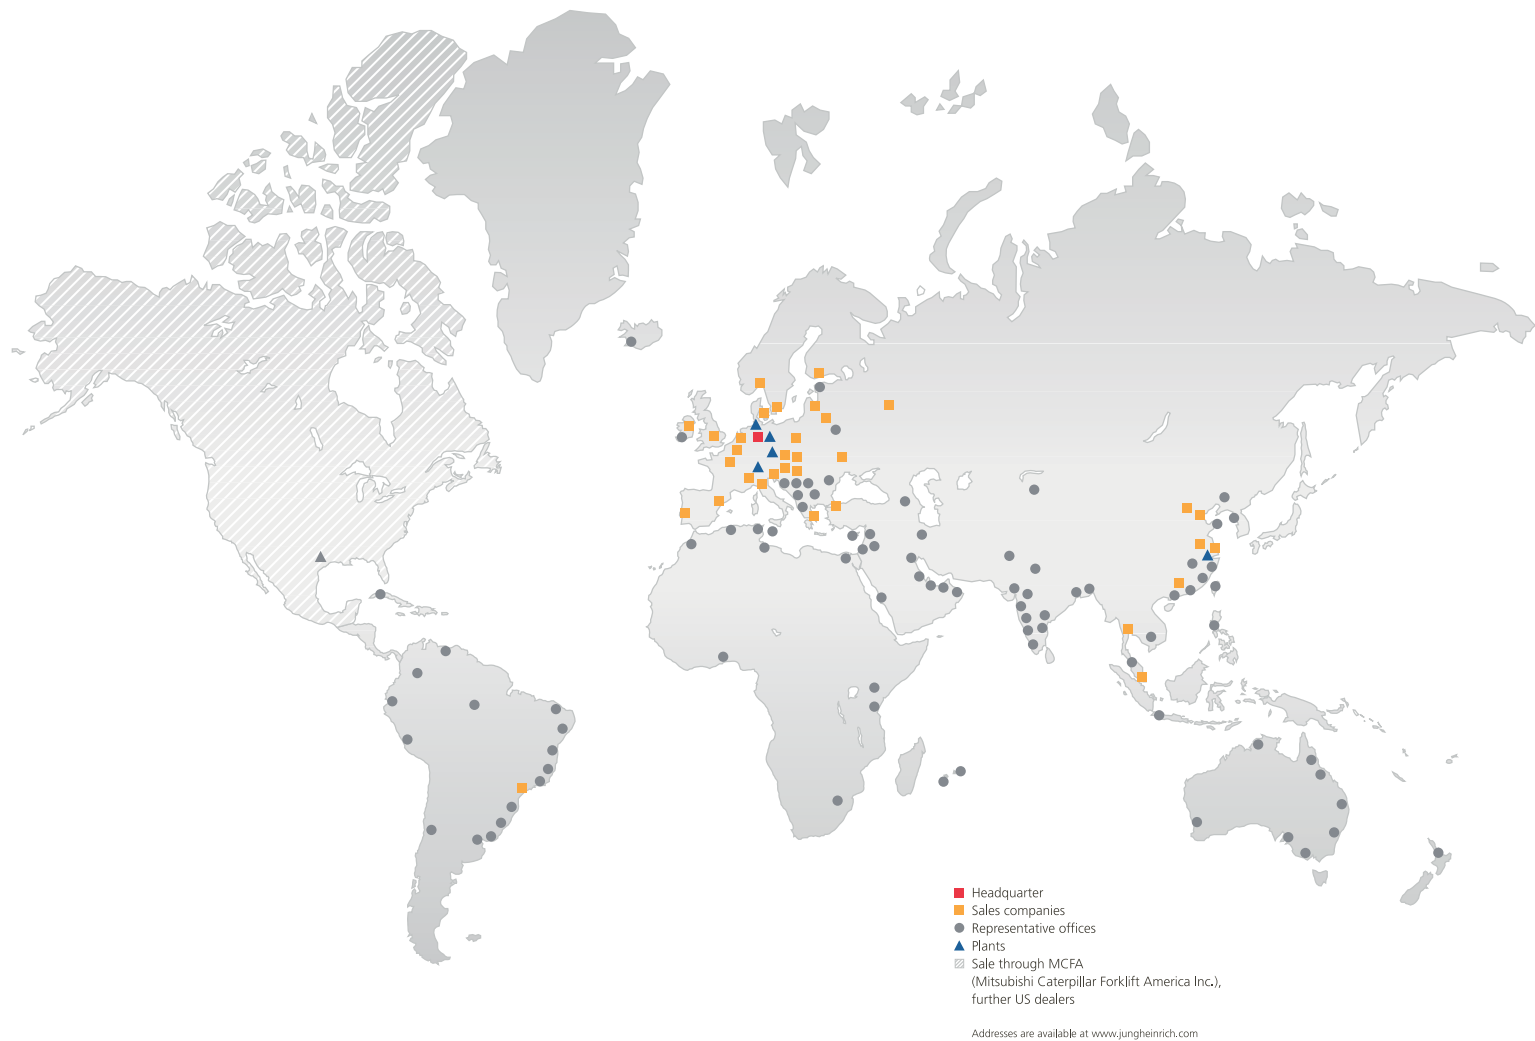 Headquarter
Sales companies
Representative offices
Plants
Sale through MCFA
(Mitsubishi Caterpillar Forklift America Inc.),
further US dealers
Addresses are available at www.jungheinrich.com